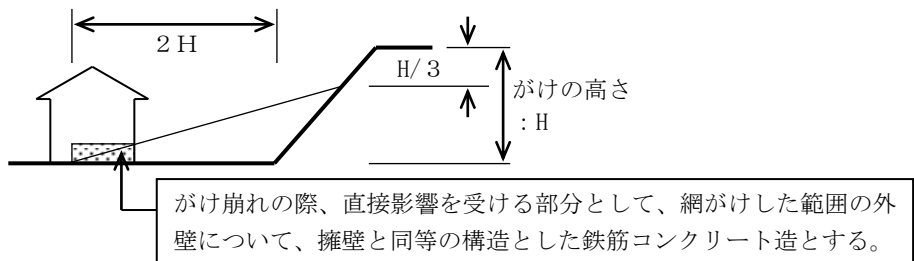 ２Ｈ
H/3
がけの高さ
：H
がけ崩れの際、直接影響を受ける部分として、網がけした範囲の外
壁について、擁壁と同等の構造とした鉄筋コンクリート造とする。